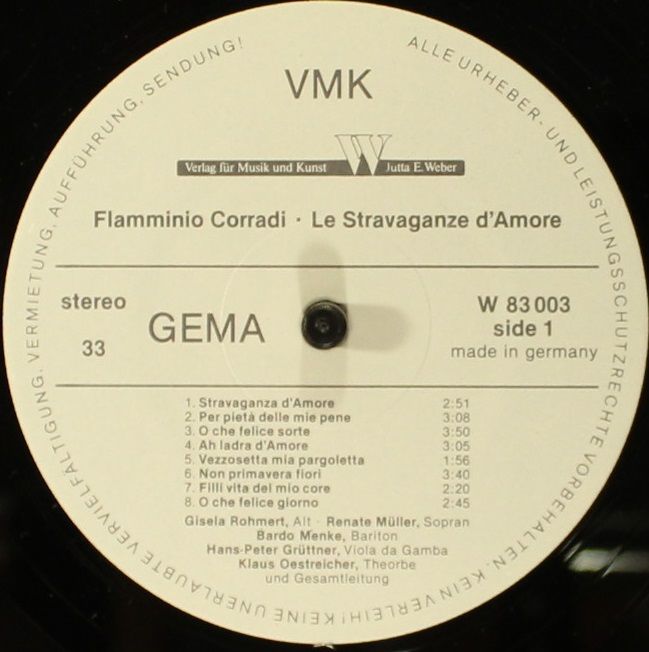 ALLE URHEBER- UND LEISTUNGSSCHUTZRECHTE VORBEHALTEN. KEIN VERLEIH! KEINE UNERLAUBTE VERVIELFÄLTIGUNG, VERMIETUNG, AUFFÜHRUNG, SENDUNG!
VMK
Verlag für Musik und Kunst W Jutta E. Weber
Flamminio Corradi · Le Stravaganze d'Amore
stereo
33
GEMA
W 83 003
side 1
made in germany
1. Stravaganza d'Amore 2:51
2. Per pietà delle mie pene 3:08
3. O che felice sorte 3:50
4. Ah ladra d'Amore 3:05
5. Vezzosetta mia pargoletta 1:56
6. Non primavera fiori 3:40
7. Filli vita del mio core 2:20
8. O che felice giorno 2:45
Gisela Rohmert, Alt · Renate Müller, Sopran
Bardo Menke, Bariton
Hans-Peter Grüttner, Viola da Gamba
Klaus Oestreicher, Theorbe
und Gesamtleitung